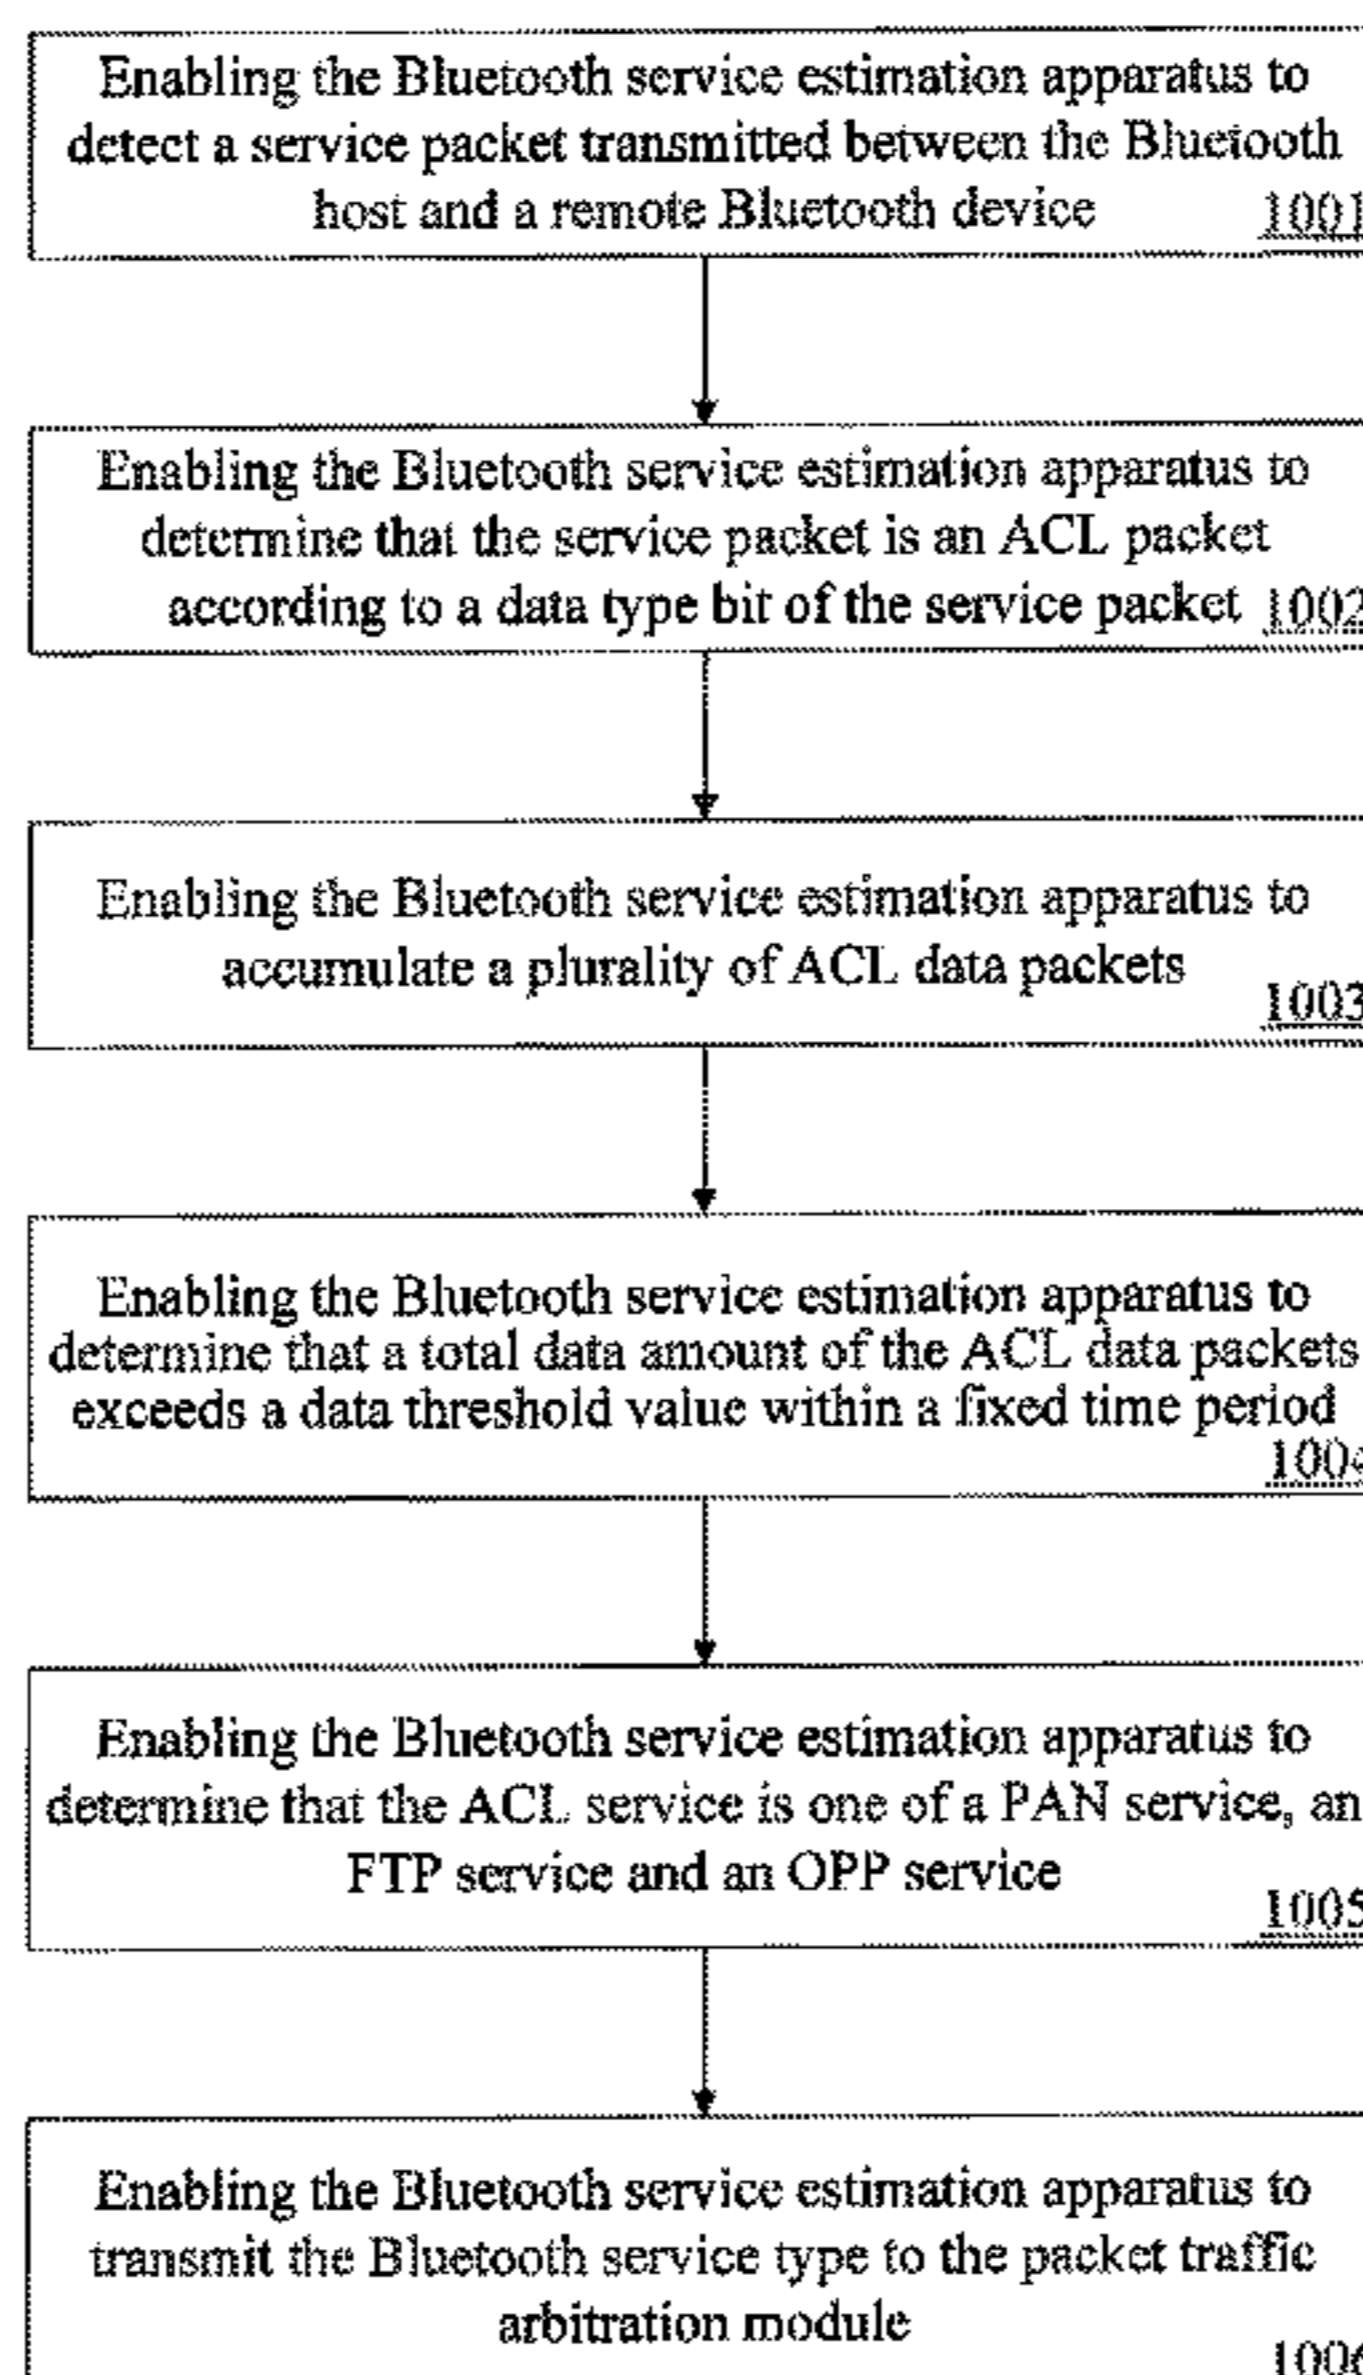 Enabling the Bluetooth service estimation apparatus to
detect a service packet transmitted between the Bluetooth
host and a remote Bluetooth device
1001
Enabling the Bluetooth service estimation apparatus to
determine that the service packet is an ACL packet
according to a data type bit of the service packet 1002
Enabling the Bluetooth service estimation apparatus to
accumulate a plurality of ACL data packets
1003
Enabling the Bluetooth service estimation apparatus to
determine that a total data amount of the ACL data packets
exceeds a data threshold value within a fixed time period
1004
Enabling the Bluetooth service estimation apparatus to
determine that the ACL service is one of a PAN service, an
FTP service and an OPP service
1005
Enabling the Bluetooth service estimation apparatus to
transmit the Bluetooth service type to the packet traffic
arbitration module
1006